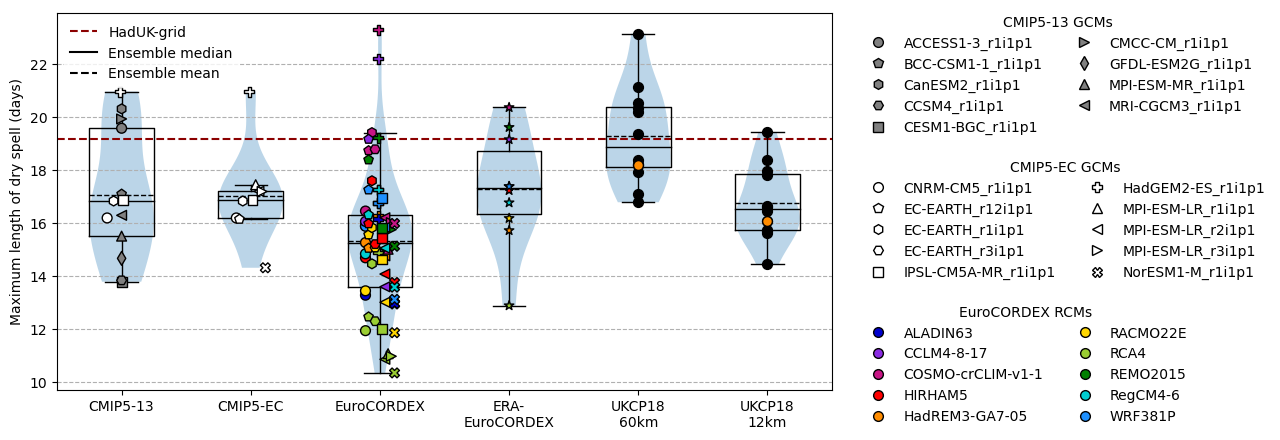 HadUK-grid
Ensemble median
Ensemble mean
Maximum length of dry spell (days)
22
20
18
16
14
12
10
CMIP5-13
CMIP5-EC
EuroCORDEX
ERA-
EuroCORDEX
UKCP18
60km
UKCP18
12km
CMIP5-13 GCMs
ACCESS1-3_r1i1p1
BCC-CSM1-1_r1i1p1
CanESM2_r1i1p1
CCSM4_r1i1p1
CESM1-BGC_r1i1p1
CMCC-CM_r1i1p1
GFDL-ESM2G_r1i1p1
MPI-ESM-MR_r1i1p1
MRI-CGCM3_r1i1p1
CMIP5-EC GCMs
CNRM-CM5_r1i1p1
EC-EARTH_r12i1p1
EC-EARTH_r1i1p1
EC-EARTH_r3i1p1
IPSL-CM5A-MR_r1i1p1
HadGEM2-ES_r1i1p1
MPI-ESM-LR_r1i1p1
MPI-ESM-LR_r2i1p1
MPI-ESM-LR_r3i1p1
NorESM1-M_r1i1p1
EuroCORDEX RCMs
ALADIN63
CCLM4-8-17
COSMO-crCLIM-v1-1
HIRHAM5
HadREM3-GA7-05
RACMO22E
RCA4
REMO2015
RegCM4-6
WRF381P